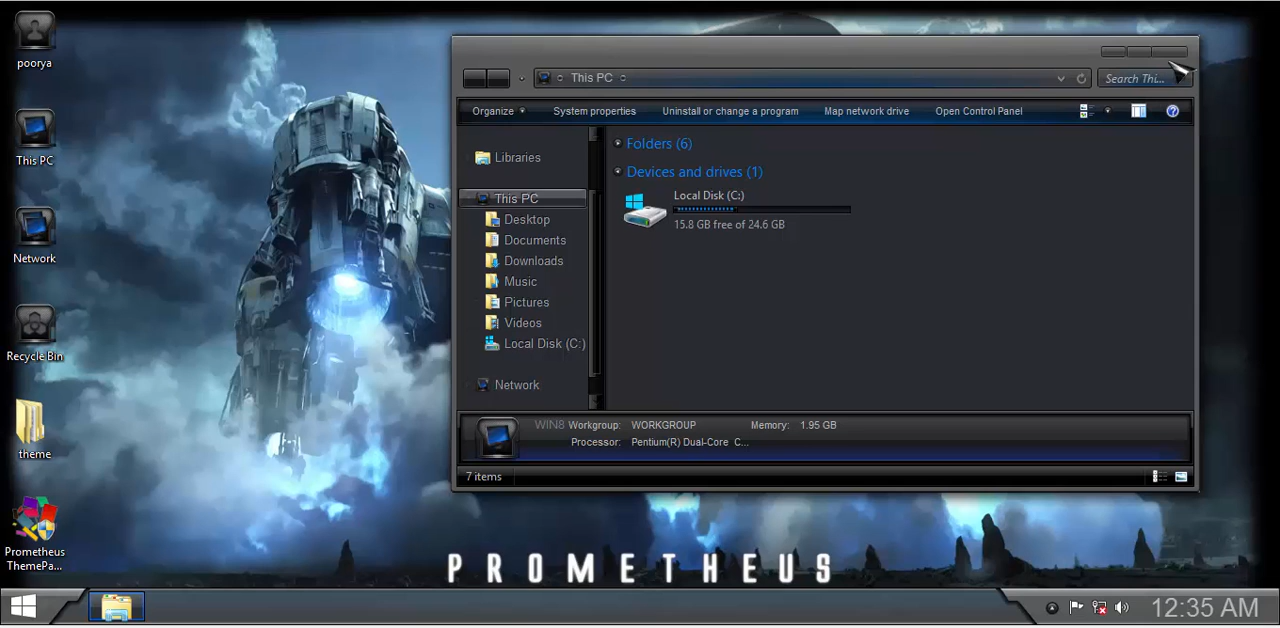 poorya
This PC
Network
Recycle Bin
theme
Prometheus
ThemePa...
This PC
Search Thi...
Organize
System properties
Uninstall or change a program
Map network drive
Open Control Panel
Libraries
This PC
Desktop
Documents
Downloads
Music
Pictures
Videos
Local Disk (C:)
Network
Folders (6)
Devices and drives (1)
Local Disk (C:)
15.8 GB free of 24.6 GB
WIN8 Workgroup: WORKGROUP Memory: 1.95 GB
Processor: Pentium(R) Dual-Core C...
7 items
PROMETHEUS
12:35 AM